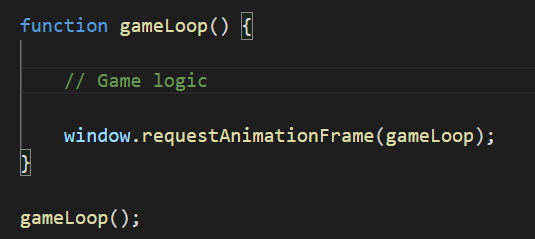 function gameLoop() {
// Game logic
window.requestAnimationFrame(gameLoop);
}
gameLoop();